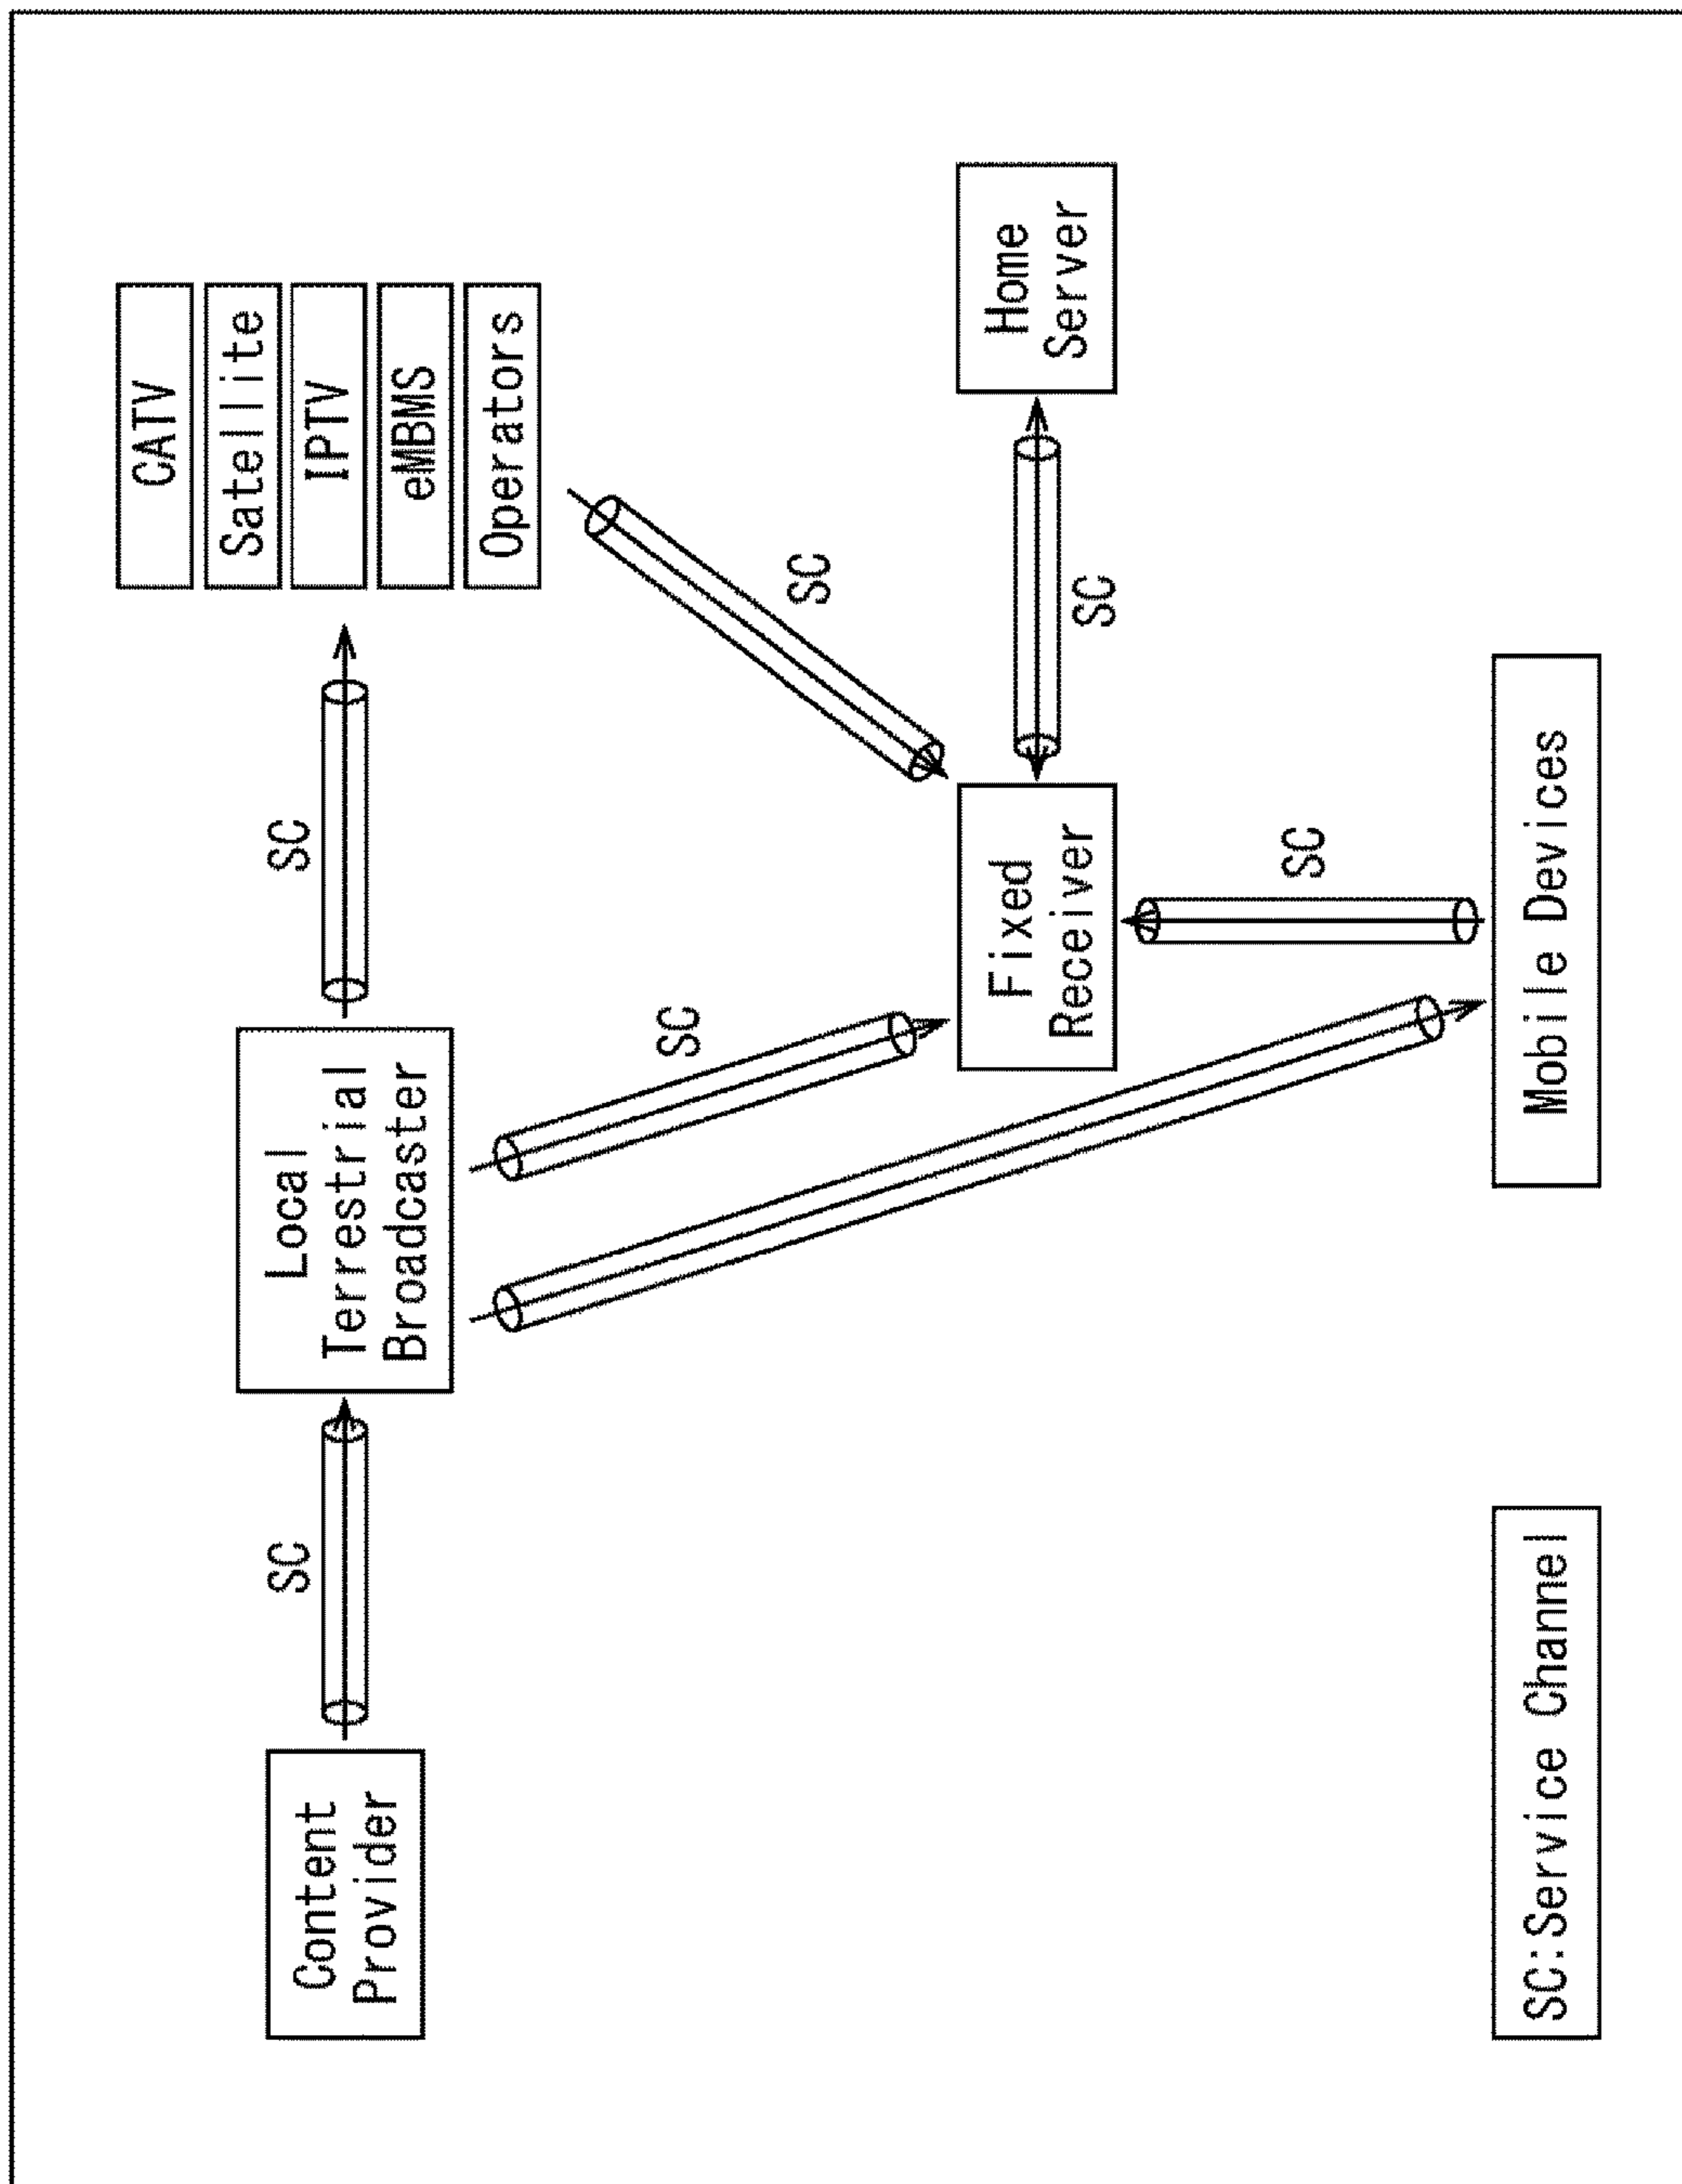 Content
Provider
SC
Local
Terrestrial
Broadcaster
SC
CATV
Satellite
IPTV
eMBMS
Operators
SC
SC
Fixed
Receiver
SC
Home
Server
SC
SC:Service Channel
Mobile Devices